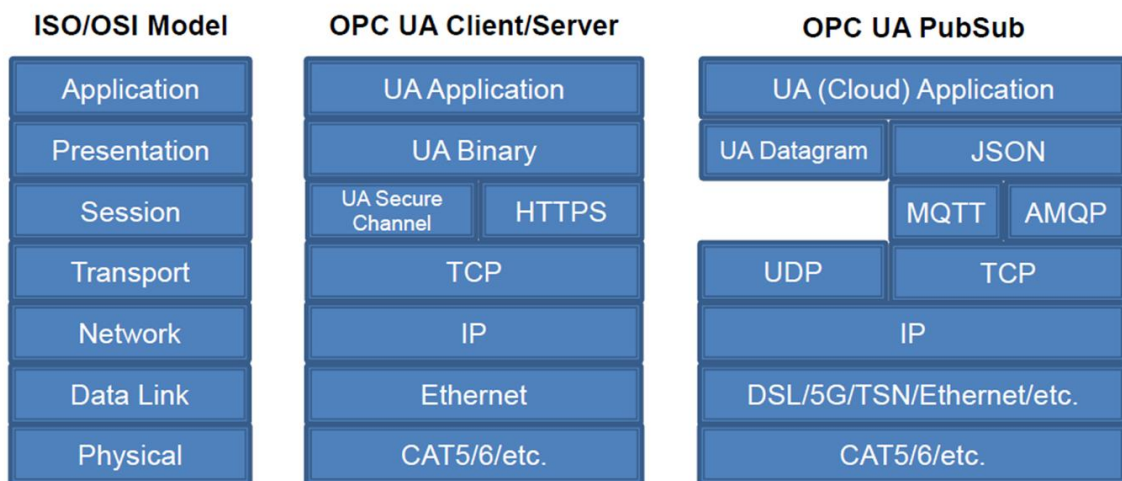 ISO/OSI Model
OPC UA Client/Server
OPC UA PubSub
Application
UA Application
UA (Cloud) Application
Presentation
UA Binary
UA Datagram
JSON
Session
UA Secure
Channel
HTTPS
MQTT
AMQP
Transport
TCP
UDP
TCP
Network
IP
IP
Data Link
Ethernet
DSL/5G/TSN/Ethernet/etc.
Physical
CAT5/6/etc.
CAT5/6/etc.